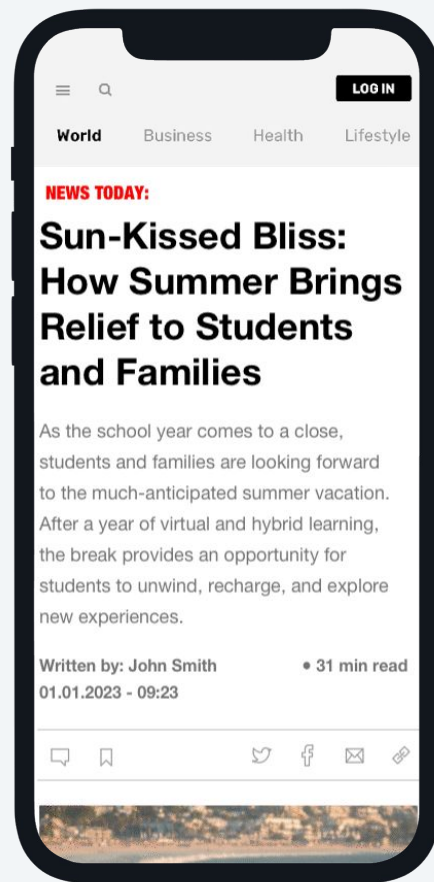 LOG IN
World Business Health Lifestyle
NEWS TODAY:
Sun-Kissed Bliss:
How Summer Brings
Relief to Students
and Families
As the school year comes to a close,
students and families are looking forward
to the much-anticipated summer vacation.
After a year of virtual and hybrid learning,
the break provides an opportunity for
students to unwind, recharge, and explore
new experiences.
Written by: John Smith • 31 min read
01.01.2023 - 09:23